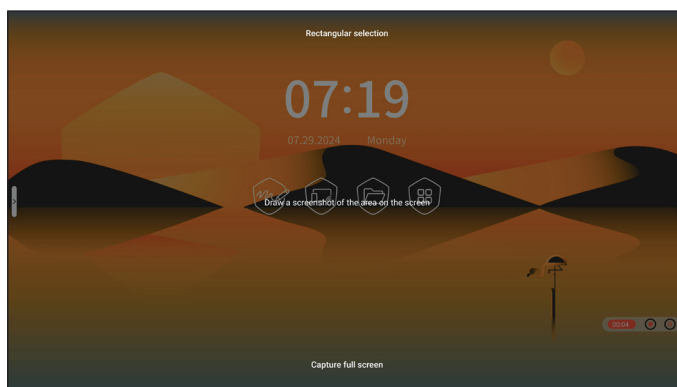 Rectangular selection
07:19
07.29.2024 Monday
Draw a screenshot of the area on the screen
00:04
Capture full screen